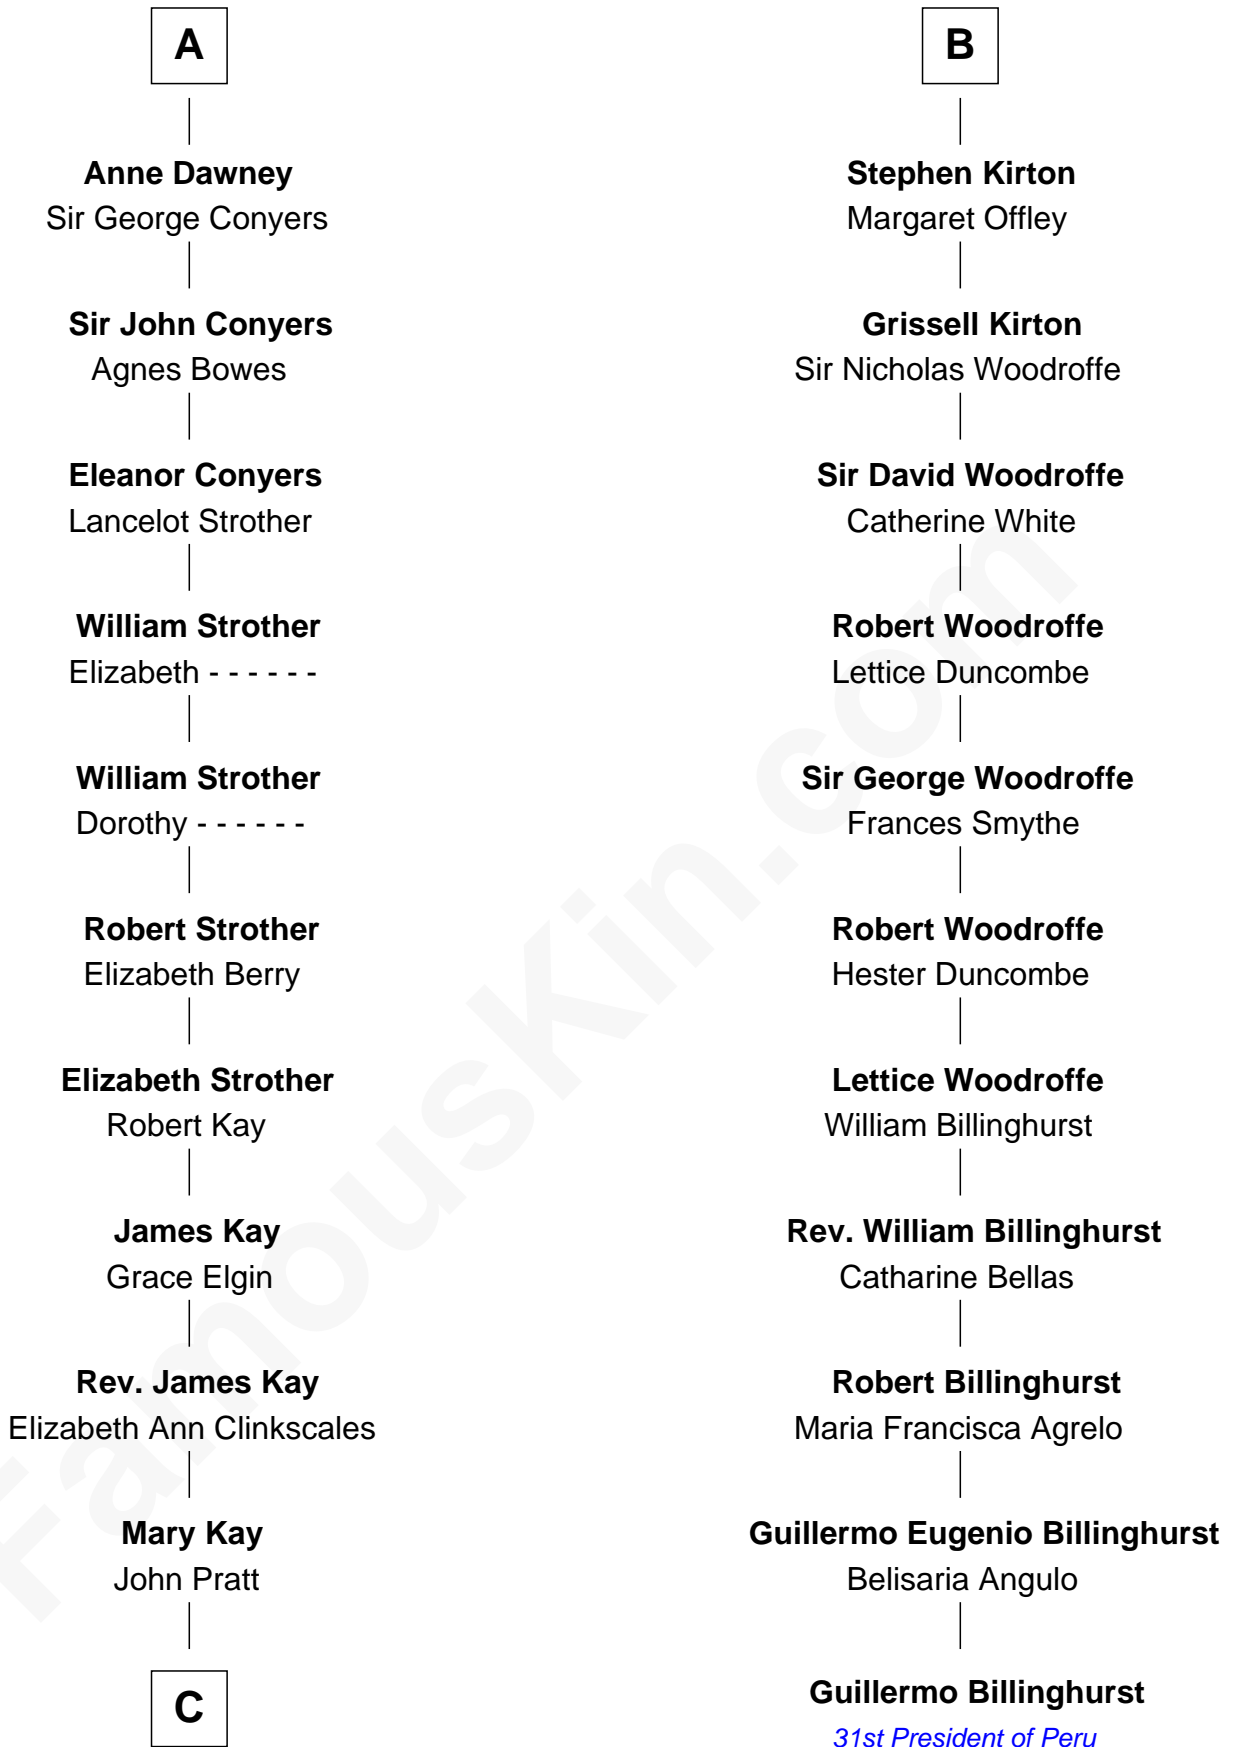 A
Anne Dawney
Sir George Conyers
Sir John Conyers
Agnes Bowes
Eleanor Conyers
Lancelot Strother
William Strother
Elizabeth - - - - - -
William Strother
Dorothy - - - - - -
Robert Strother
Elizabeth Berry
Elizabeth Strother
Robert Kay
James Kay
Grace Elgin
Rev. James Kay
Elizabeth Ann Clinkscales
Mary Kay
John Pratt
C
B
Stephen Kirton
Margaret Offley
Grissell Kirton
Sir Nicholas Woodroffe
Sir David Woodroffe
Catherine White
Robert Woodroffe
Lettice Duncombe
Sir George Woodroffe
Frances Smythe
Robert Woodroffe
Hester Duncombe
Lettice Woodroffe
William Billinghurst
Rev. William Billinghurst
Catharine Bellas
Robert Billinghurst
Maria Francisca Agrelo
Guillermo Eugenio Billinghurst
Belisaria Angulo
Guillermo Billinghurst
31st President of Peru
FamousKin.com